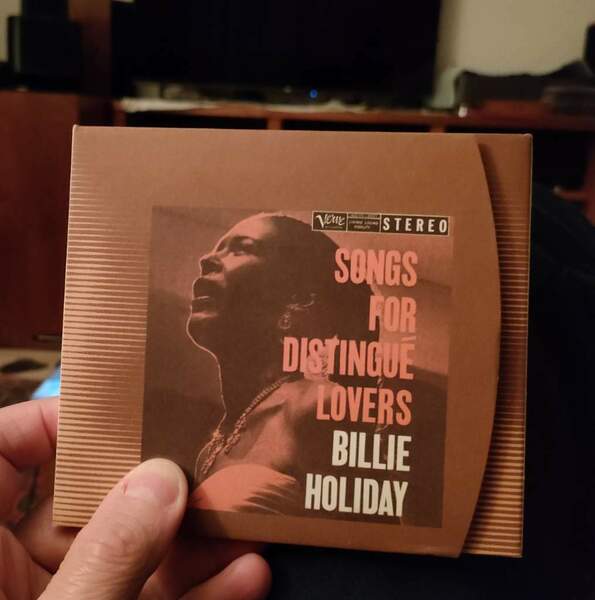 Verve STEREO
SONGS
FOR
DISTINGUÉ
LOVERS
BILLIE
HOLIDAY